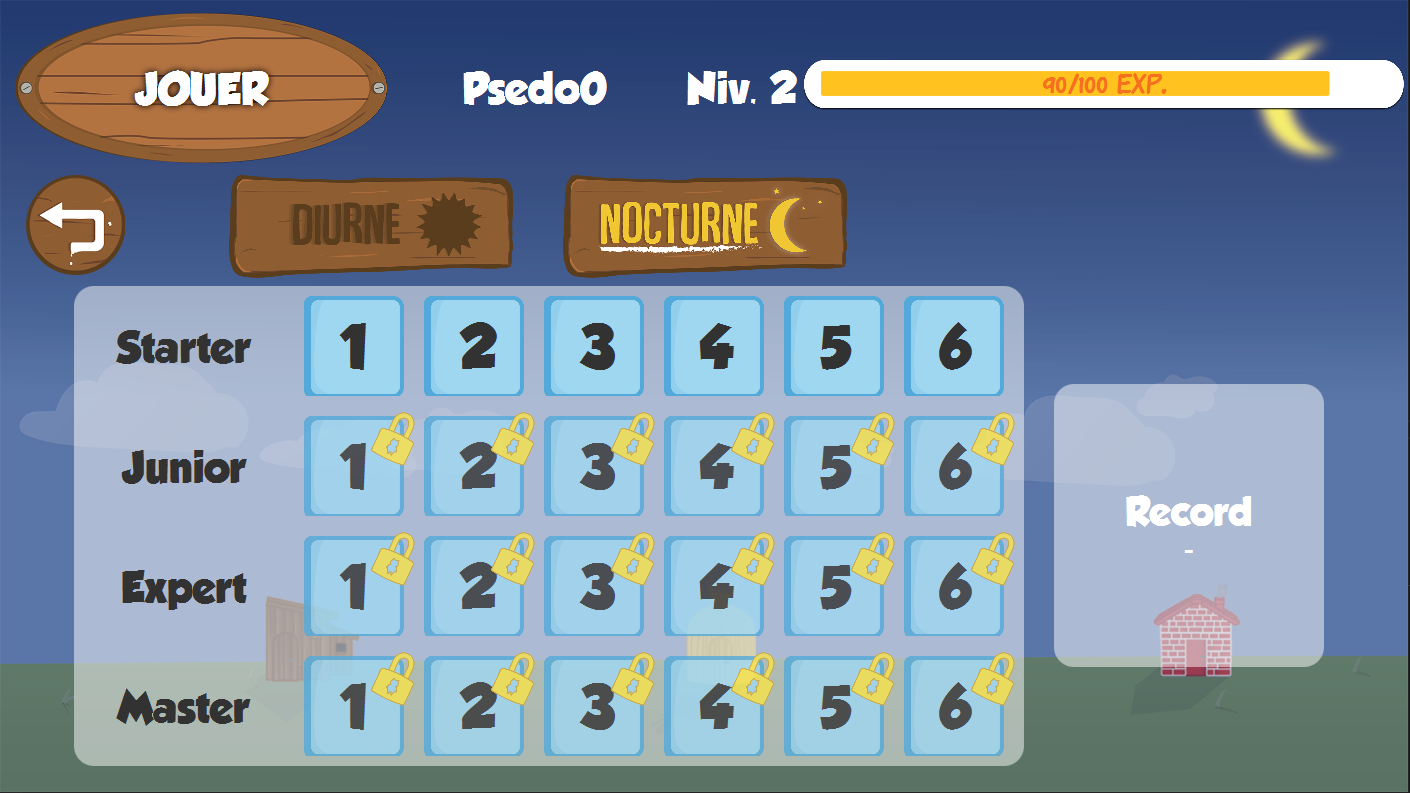 JOUER
Psedo0
Niv. 2
90/100 EXP.
DIURNE
NOCTURNE
Starter 1 2 3 4 5 6
Junior 1 2 3 4 5 6
Expert 1 2 3 4 5 6
Master 1 2 3 4 5 6
Record
-